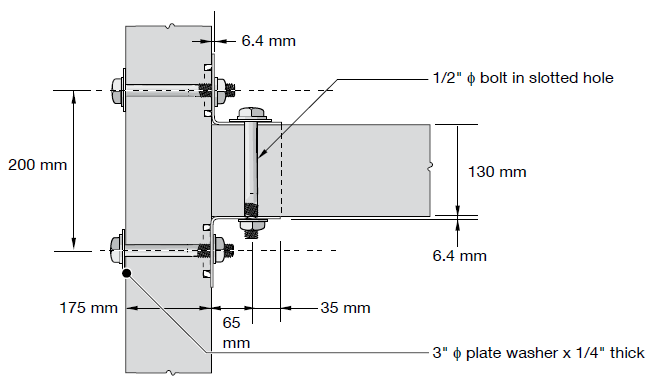 6.4 mm
1/2" ϕ bolt in slotted hole
200 mm
130 mm
6.4 mm
175 mm
65
mm
35 mm
3" ϕ plate washer x 1/4" thick